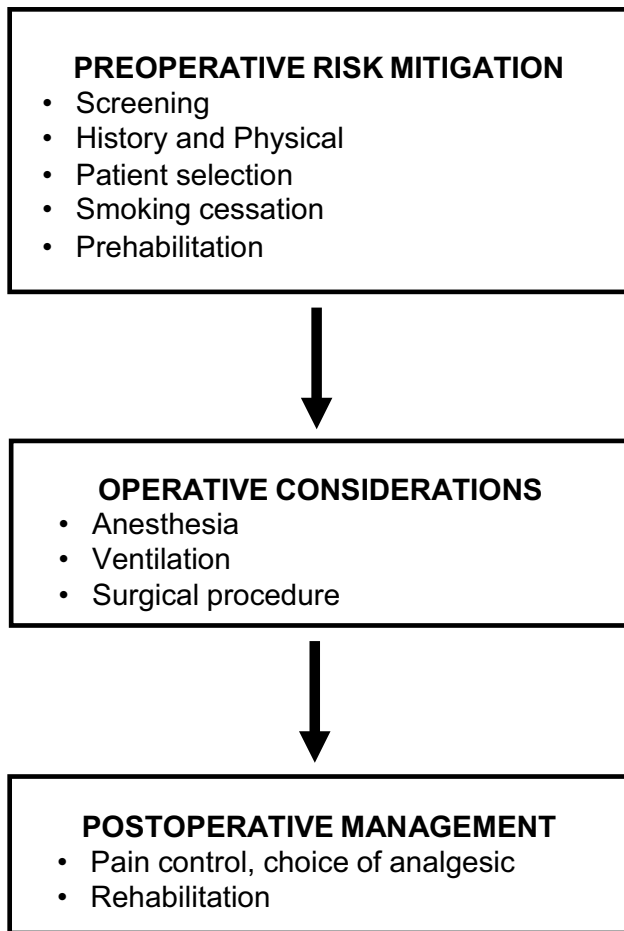 PREOPERATIVE RISK MITIGATION
• Screening
• History and Physical
• Patient selection
• Smoking cessation
• Prehabilitation
OPERATIVE CONSIDERATIONS
• Anesthesia
• Ventilation
• Surgical procedure
POSTOPERATIVE MANAGEMENT
• Pain control, choice of analgesic
• Rehabilitation